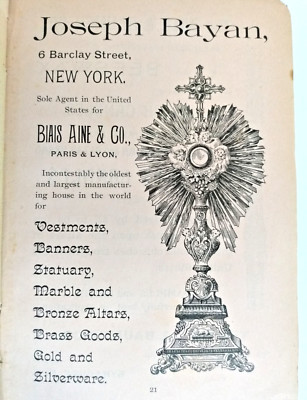 Joseph Bayan,
6 Barclay Street,
NEW YORK.
Sole Agent in the United
States for
BIAIS AINE & CO.,
PARIS & LYON,
Incontestably the oldest
and largest manufactur-
ing house in the world
for
Vestments,
Banners,
Statuary,
Marble and
Bronze Altars,
Brass Goods,
Gold and
Silverware.
21